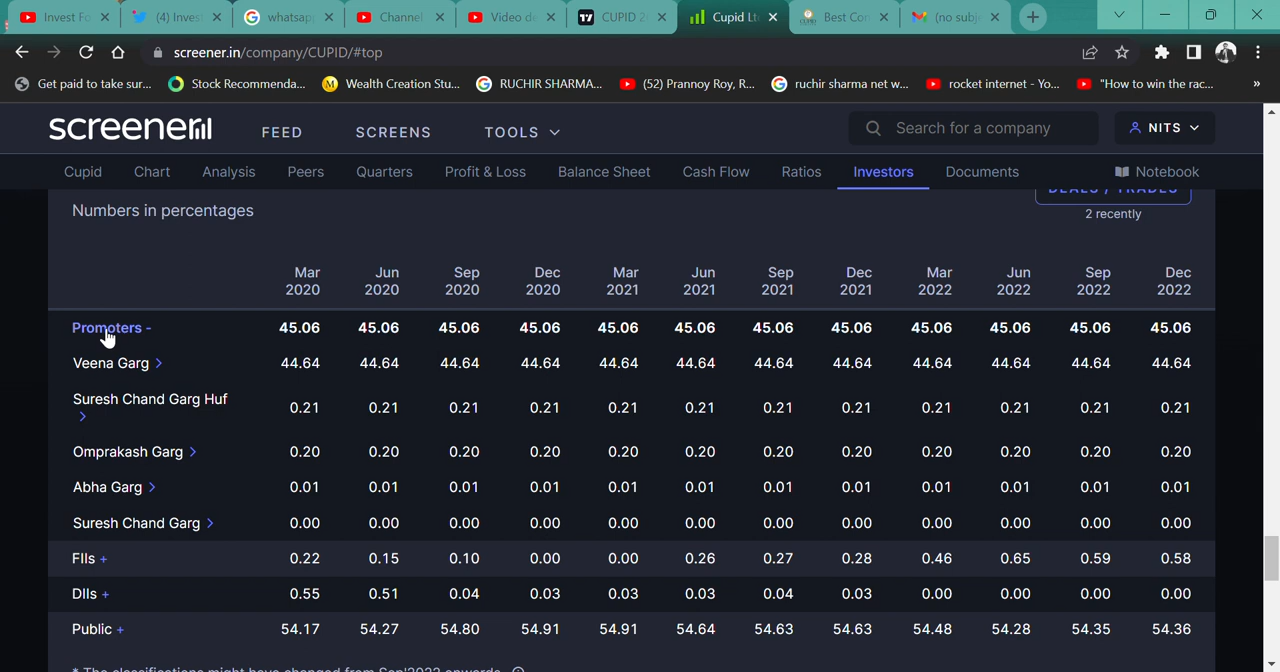 Invest Fo
(4) Invest
whatsapp
Channel
Video de
CUPID 2
Cupid Lt
Best Con
(no subj
screener.in/company/CUPID/#top
Get paid to take sur...
Stock Recommenda...
Wealth Creation Stu...
RUCHIR SHARMA...
(52) Prannoy Roy, R...
ruchir sharma net w...
rocket internet - Yo...
"How to win the rac...
»
screener
FEED
SCREENS
TOOLS
Search for a company
NITS
Cupid
Chart
Analysis
Peers
Quarters
Profit & Loss
Balance Sheet
Cash Flow
Ratios
Investors
Documents
Notebook
DEALS / TRADES
Numbers in percentages
2 recently
Mar 2020 Jun 2020 Sep 2020 Dec 2020 Mar 2021 Jun 2021 Sep 2021 Dec 2021 Mar 2022 Jun 2022 Sep 2022 Dec 2022
Promoters - 45.06 45.06 45.06 45.06 45.06 45.06 45.06 45.06 45.06 45.06 45.06 45.06
Veena Garg 44.64 44.64 44.64 44.64 44.64 44.64 44.64 44.64 44.64 44.64 44.64 44.64
Suresh Chand Garg Huf 0.21 0.21 0.21 0.21 0.21 0.21 0.21 0.21 0.21 0.21 0.21 0.21
Omprakash Garg 0.20 0.20 0.20 0.20 0.20 0.20 0.20 0.20 0.20 0.20 0.20 0.20
Abha Garg 0.01 0.01 0.01 0.01 0.01 0.01 0.01 0.01 0.01 0.01 0.01 0.01
Suresh Chand Garg 0.00 0.00 0.00 0.00 0.00 0.00 0.00 0.00 0.00 0.00 0.00 0.00
FIIs + 0.22 0.15 0.10 0.00 0.00 0.26 0.27 0.28 0.46 0.65 0.59 0.58
DIIs + 0.55 0.51 0.04 0.03 0.03 0.03 0.04 0.03 0.00 0.00 0.00 0.00
Public + 54.17 54.27 54.80 54.91 54.91 54.64 54.63 54.63 54.48 54.28 54.35 54.36
* The classifications might have changed from Sep'2022 onwards.